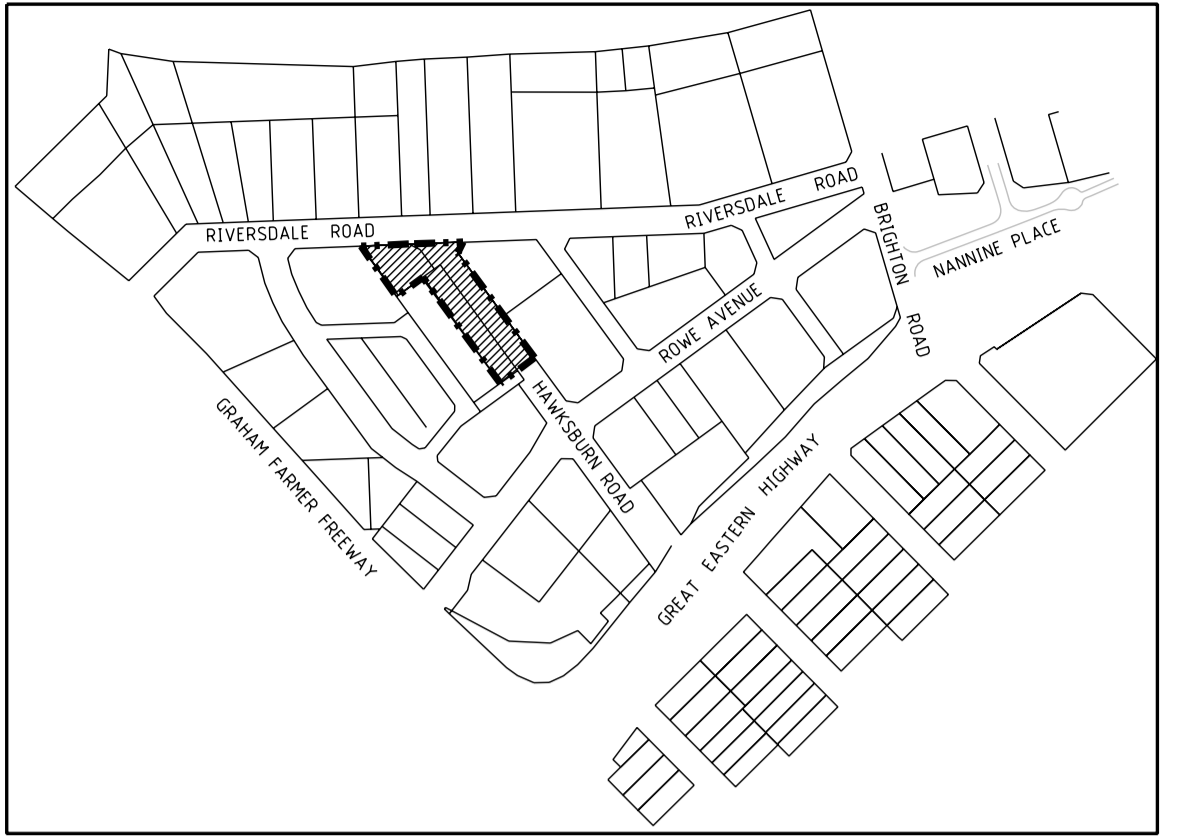 RIVERSDALE ROAD
RIVERSDALE ROAD
BRIGHTON ROAD
NANNINE PLACE
ROWE AVENUE
HAWKSBURN ROAD
GRAHAM FARMER FREEWAY
GREAT EASTERN HIGHWAY